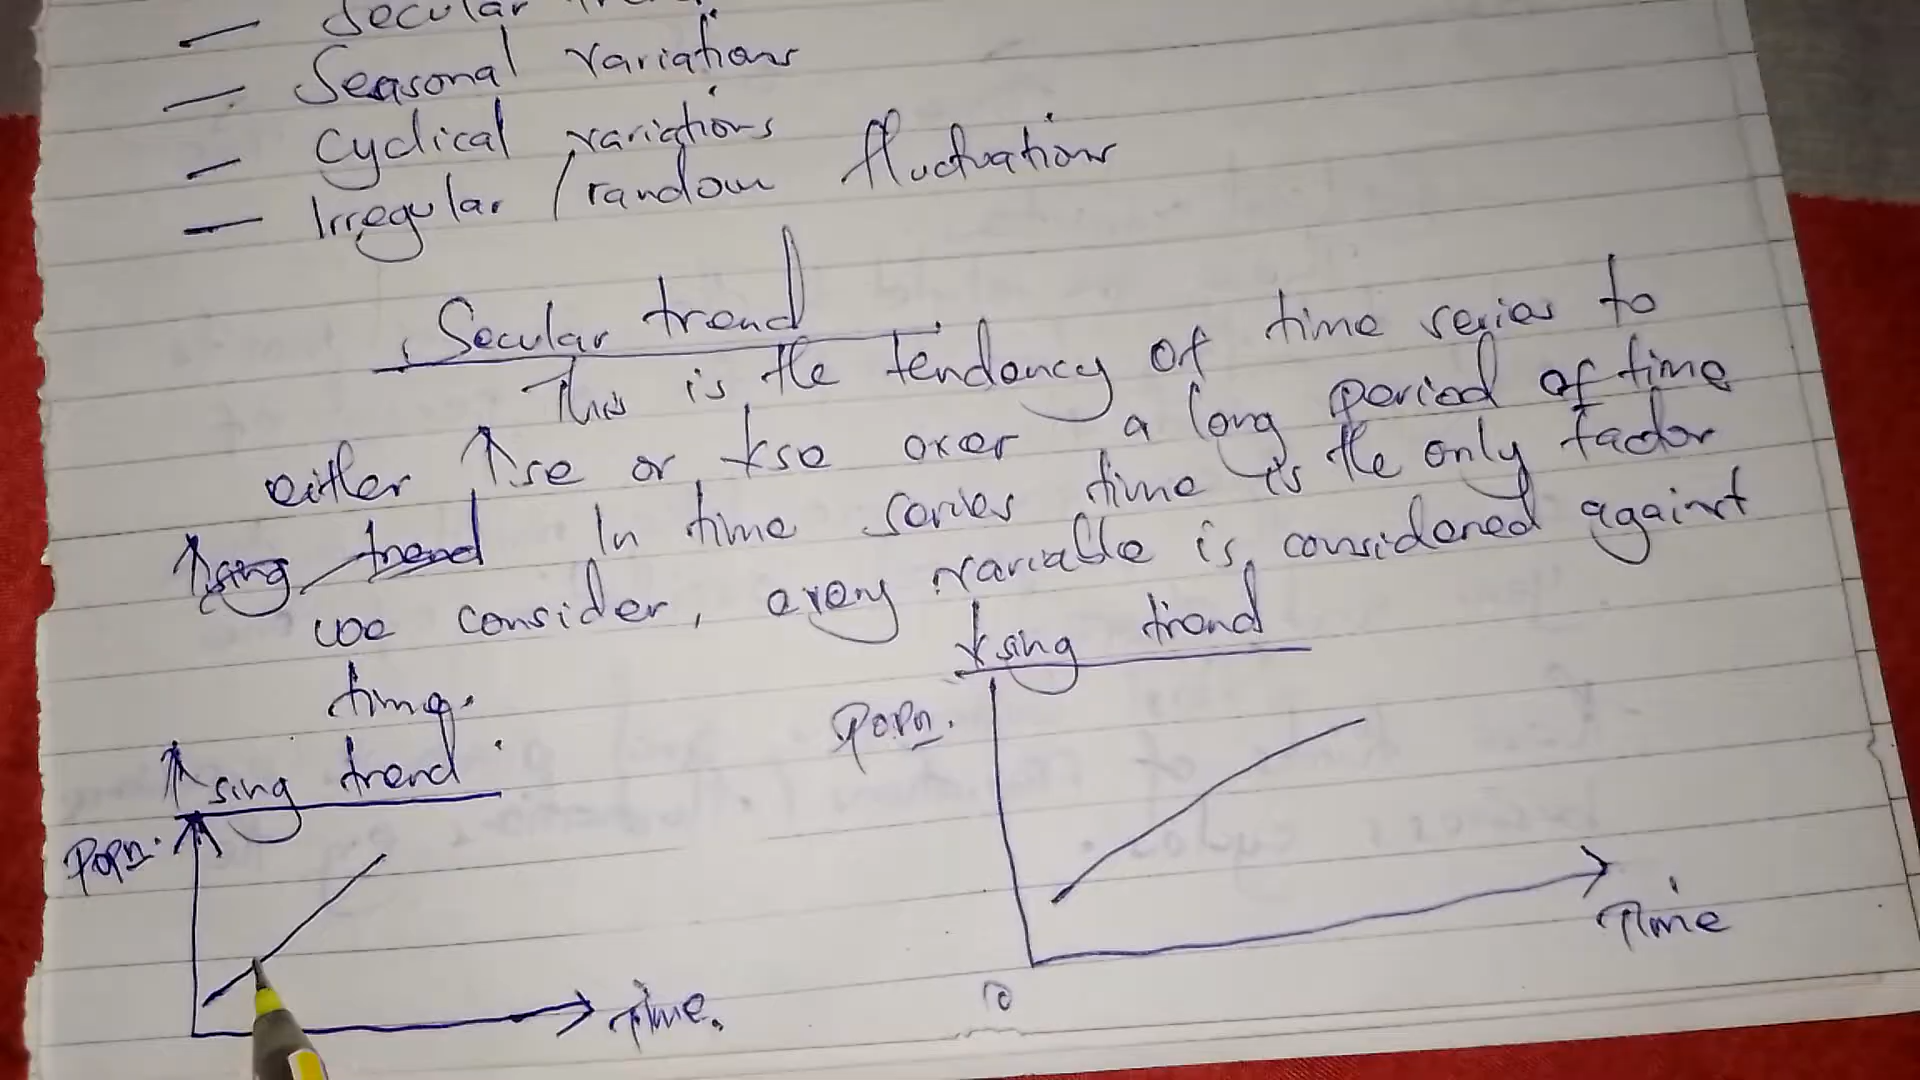 – Secular
– Seasonal variations
– Cyclical variations
– Irregular / random fluctuations
Secular trend
This is the tendency of time series to
either ↑se or ↓se over a long period of time
↑sing trend In time series time is the only factor
we consider, every variable is considered against
time.
↑sing trend
↓sing trend
Popn.
Time.
Popn.
Time